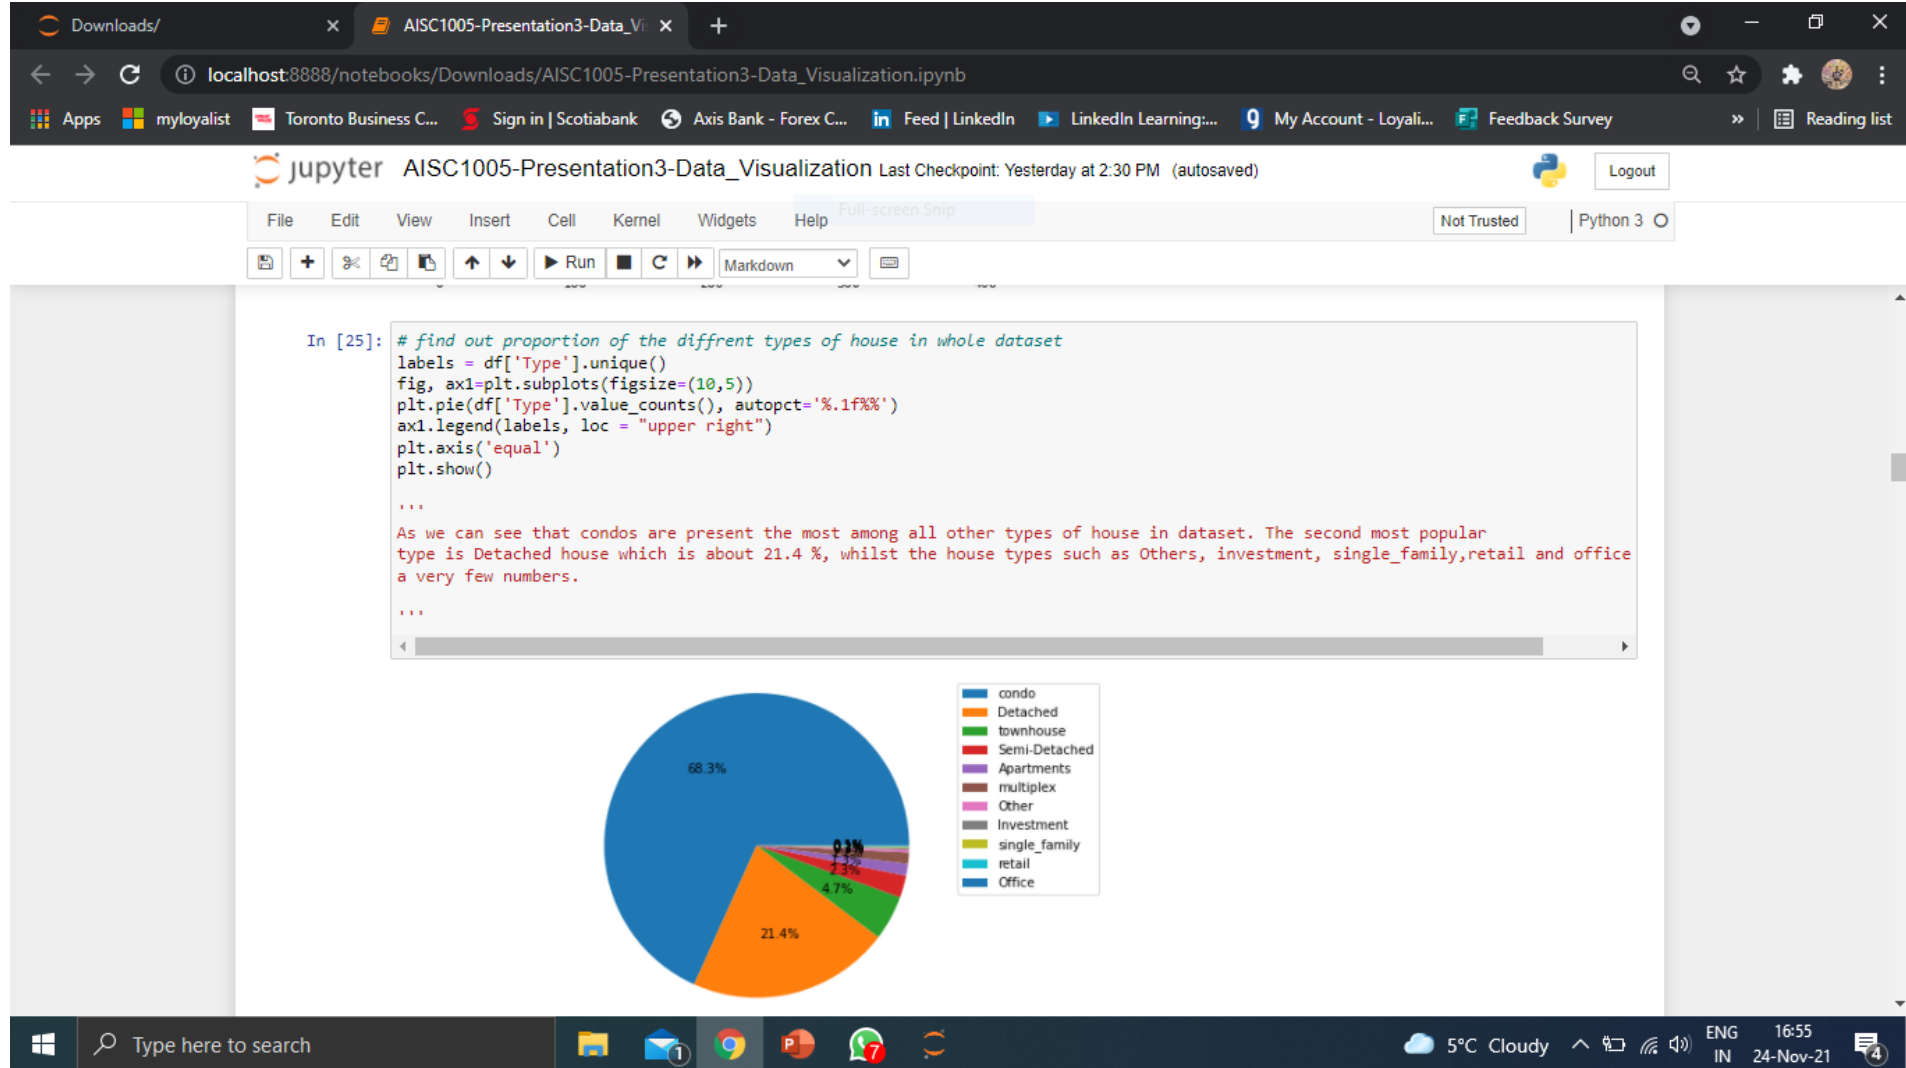 Downloads/
AISC1005-Presentation3-Data_Vi
localhost:8888/notebooks/Downloads/AISC1005-Presentation3-Data_Visualization.ipynb
Apps myloyalist Toronto Business C... Sign in | Scotiabank Axis Bank - Forex C... Feed | LinkedIn LinkedIn Learning:... My Account - Loyali... Feedback Survey » Reading list
jupyter AISC1005-Presentation3-Data_Visualization Last Checkpoint: Yesterday at 2:30 PM (autosaved) Logout
Full-screen Snip
File Edit View Insert Cell Kernel Widgets Help Not Trusted Python 3
Run Markdown
In [25]: # find out proportion of the diffrent types of house in whole dataset
labels = df['Type'].unique()
fig, ax1=plt.subplots(figsize=(10,5))
plt.pie(df['Type'].value_counts(), autopct='%.1f%%')
ax1.legend(labels, loc = "upper right")
plt.axis('equal')
plt.show()
'''
As we can see that condos are present the most among all other types of house in dataset. The second most popular
type is Detached house which is about 21.4 %, whilst the house types such as Others, investment, single_family,retail and office
a very few numbers.
'''
condo
Detached
townhouse
Semi-Detached
Apartments
multiplex
Other
Investment
single_family
retail
Office
68.3%
2.3%
4.7%
21.4%
Type here to search
1
7
5°C Cloudy
ENG
IN
16:55
24-Nov-21
4